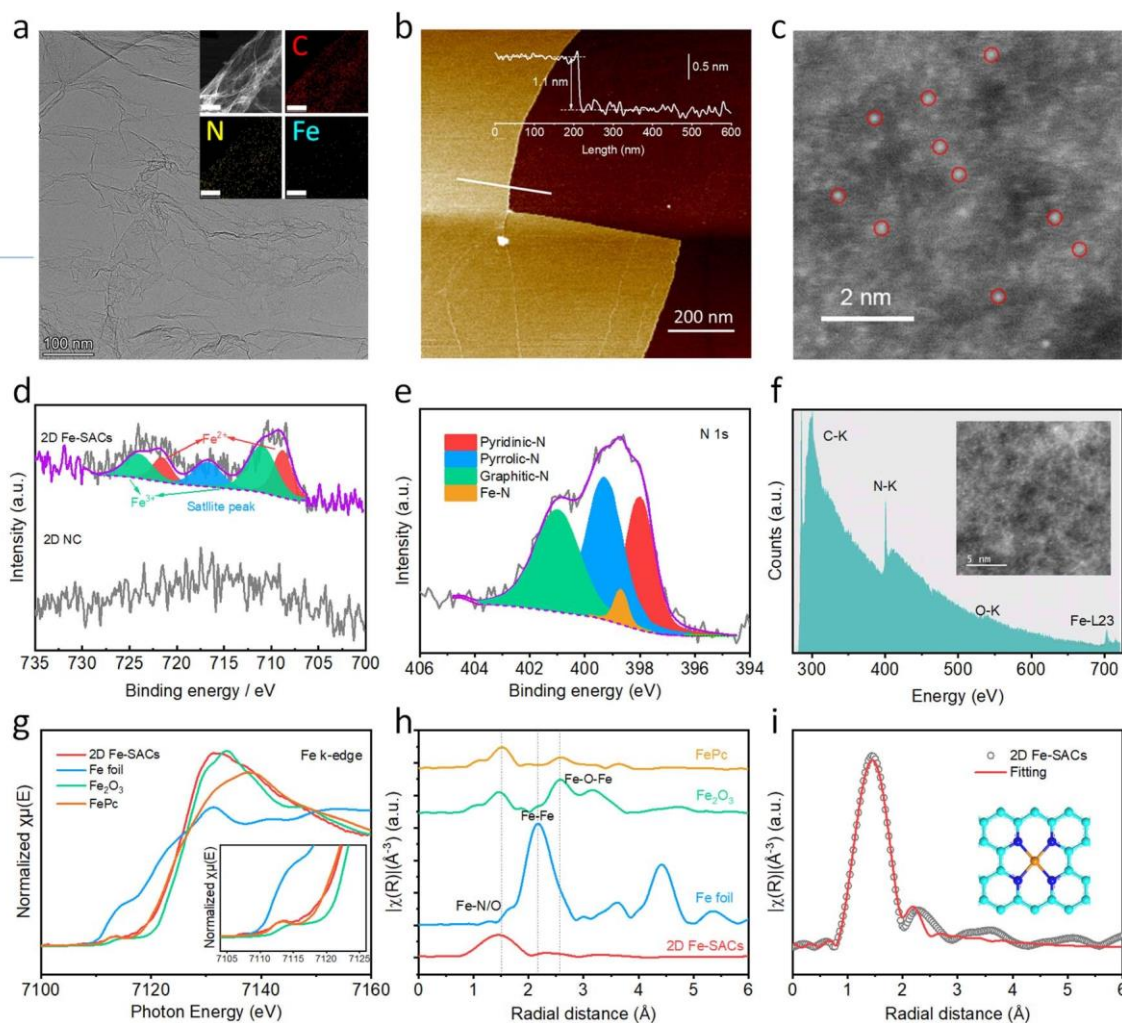 a
C
N
Fe
100 nm
b
1.1 nm
0.5 nm
0 100 200 300 400 500 600
Length (nm)
200 nm
c
2 nm
d
2D Fe-SACs
Fe2+
Fe3+
Satllite peak
2D NC
Intensity (a.u.)
735 730 725 720 715 710 705 700
Binding energy / eV
e
N 1s
Pyridinic-N
Pyrrolic-N
Graphitic-N
Fe-N
Intensity (a.u.)
406 404 402 400 398 396 394
Binding energy (eV)
f
C-K
N-K
O-K
Fe-L23
5 nm
Counts (a.u.)
300 400 500 600 700
Energy (eV)
g
2D Fe-SACs
Fe foil
Fe2O3
FePc
Fe k-edge
Normalized χμ(E)
Normalized χμ(E)
7105 7110 7115 7120 7125
7100 7120 7140 7160
Photon Energy (eV)
h
FePc
Fe-O-Fe
Fe2O3
Fe-Fe
Fe-N/O
Fe foil
2D Fe-SACs
|χ(R)|(Å-3) (a.u.)
0 1 2 3 4 5 6
Radial distance (Å)
i
2D Fe-SACs
Fitting
|χ(R)|(Å-3) (a.u.)
0 1 2 3 4 5 6
Radial distance (Å)